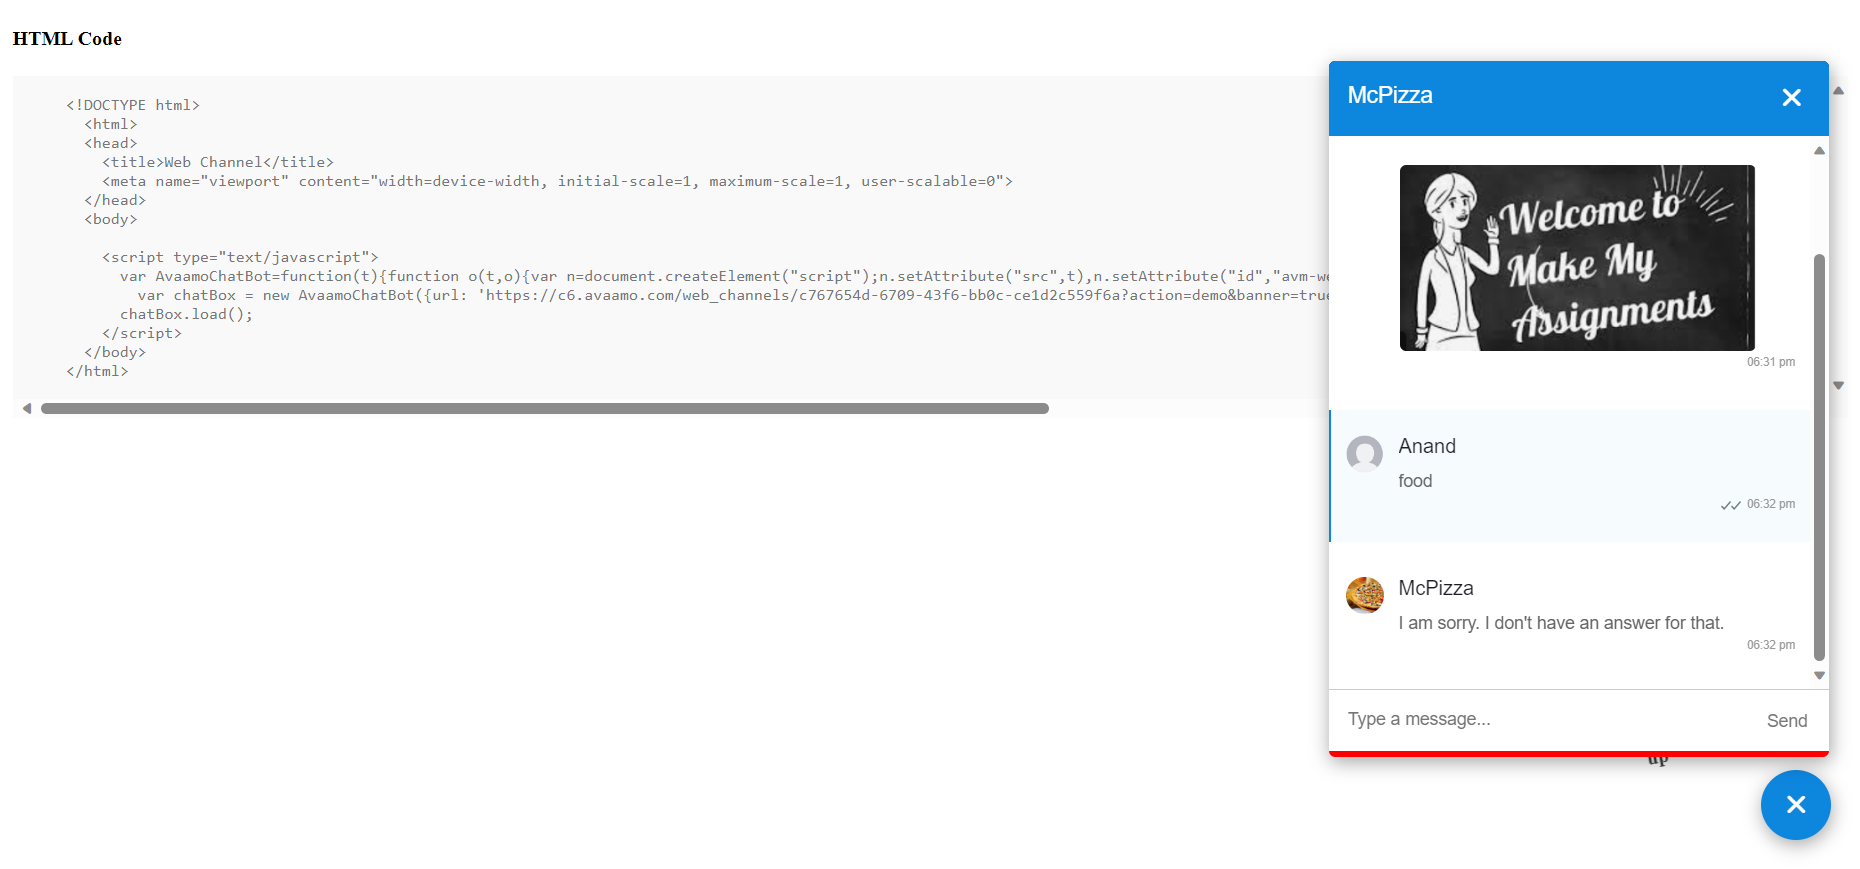 HTML Code
<!DOCTYPE html>
<html>
<head>
<title>Web Channel</title>
<meta name="viewport" content="width=device-width, initial-scale=1, maximum-scale=1, user-scalable=0">
</head>
<body>
<script type="text/javascript">
var AvaamoChatBot=function(t){function o(t,o){var n=document.createElement("script");n.setAttribute("src",t),n.setAttribute("id","avm-we
var chatBox = new AvaamoChatBot({url: 'https://c6.avaamo.com/web_channels/c767654d-6709-43f6-bb0c-ce1d2c559f6a?action=demo&banner=true
chatBox.load();
</script>
</body>
</html>
McPizza
Welcome to
Make My
Assignments
06:31 pm
Anand
food
06:32 pm
McPizza
I am sorry. I don't have an answer for that.
06:32 pm
Type a message...
Send
up